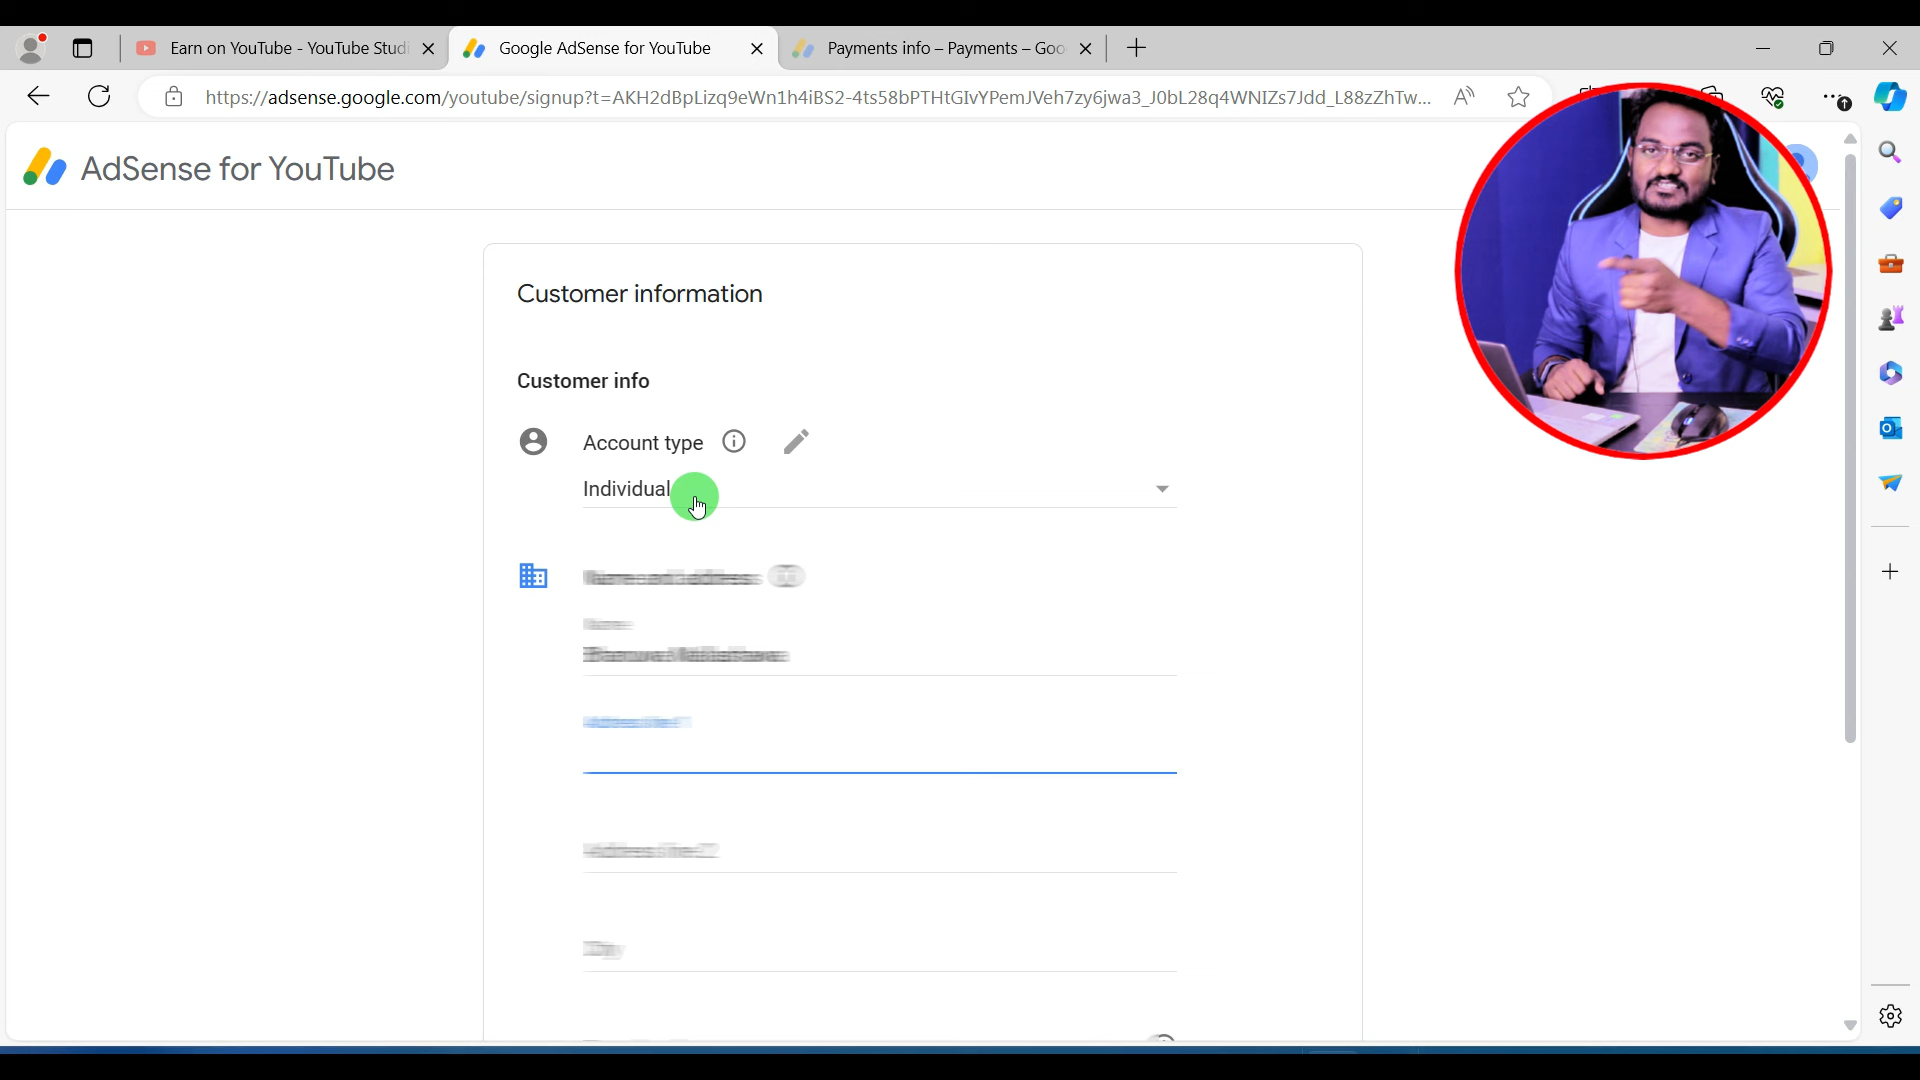 Earn on YouTube - YouTube Studi
Google AdSense for YouTube
Payments info – Payments – Goo
https://adsense.google.com/youtube/signup?t=AKH2dBpLizq9eWn1h4iBS2-4ts58bPTHtGIvYPemJVeh7zy6jwa3_J0bL28q4WNIZs7Jdd_L88zZhTw...
AdSense for YouTube
Customer information
Customer info
Account type
Individual